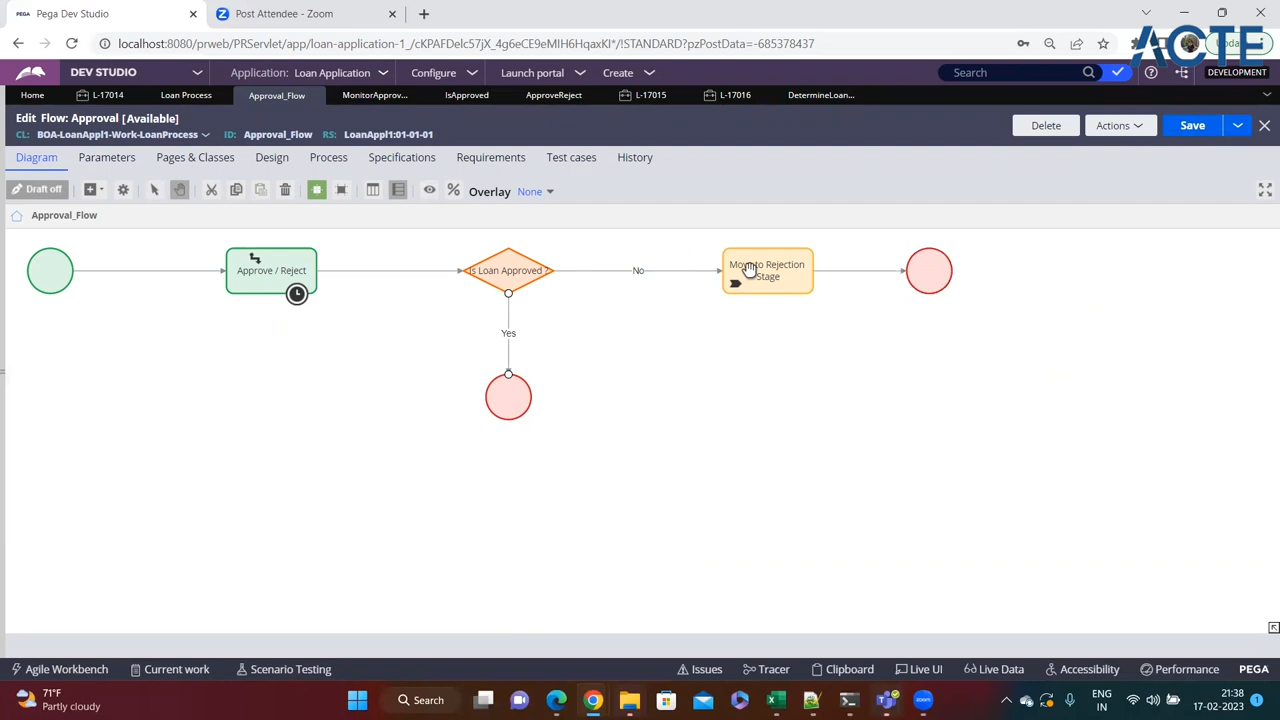 Pega Dev Studio
Post Attendee - Zoom
ACTE
localhost:8080/prweb/PRServlet/app/loan-application-1_/
/!STANDARD?pzPostData=-685378437
DEV STUDIO
Application: Loan Application
Configure
Launch portal
Create
Search
DEVELOPMENT
Home
L-17014
Loan Process
Approval_Flow
MonitorApprov...
IsApproved
ApproveReject
L-17015
L-17016
DetermineLoan...
Edit Flow: Approval [Available]
CL: BOA-LoanAppl1-Work-LoanProcess
ID: Approval_Flow
RS: LoanAppl1:01-01-01
Delete
Actions
Save
Diagram
Parameters
Pages & Classes
Design
Process
Specifications
Requirements
Test cases
History
Draft off
Overlay None
Approval_Flow
Approve / Reject
Is Loan Approved ?
No
Move to Rejection
Stage
Yes
Agile Workbench
Current work
Scenario Testing
Issues
Tracer
Clipboard
Live UI
Live Data
Accessibility
Performance
PEGA
71°F
Partly cloudy
Search
ENG
IN
21:38
17-02-2023